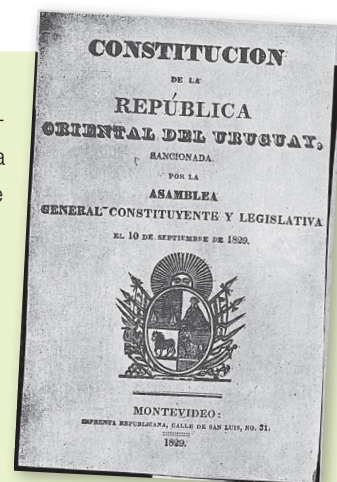 CONSTITUCION
DE LA
REPÚBLICA
ORIENTAL DEL URUGUAY,
SANCIONADA
POR LA
ASAMBLEA
GENERAL CONSTITUYENTE Y LEGISLATIVA
EL 10 DE SEPTIEMBRE DE 1829.
MONTEVIDEO:
IMPRENTA REPUBLICANA, CALLE DE SAN LUIS, NO. 31.
1829.